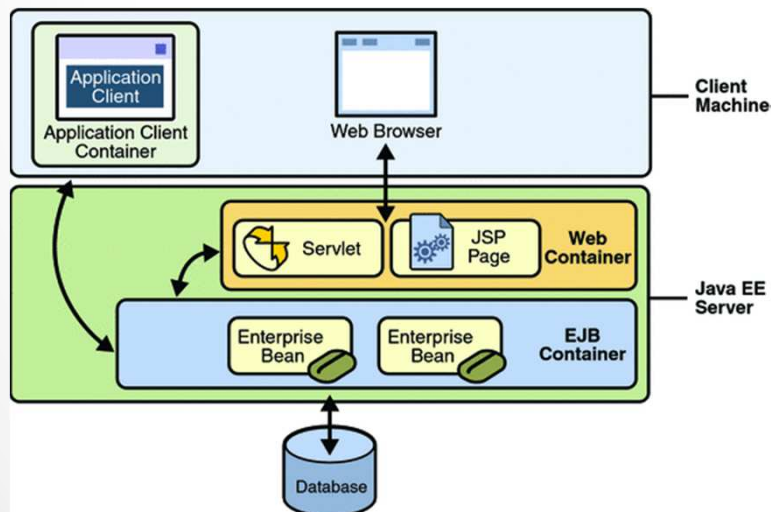 Application
Client
Application Client
Container
Web Browser
Client
Machine
Servlet
JSP
Page
Web
Container
Java EE
Server
Enterprise
Bean
Enterprise
Bean
EJB
Container
Database